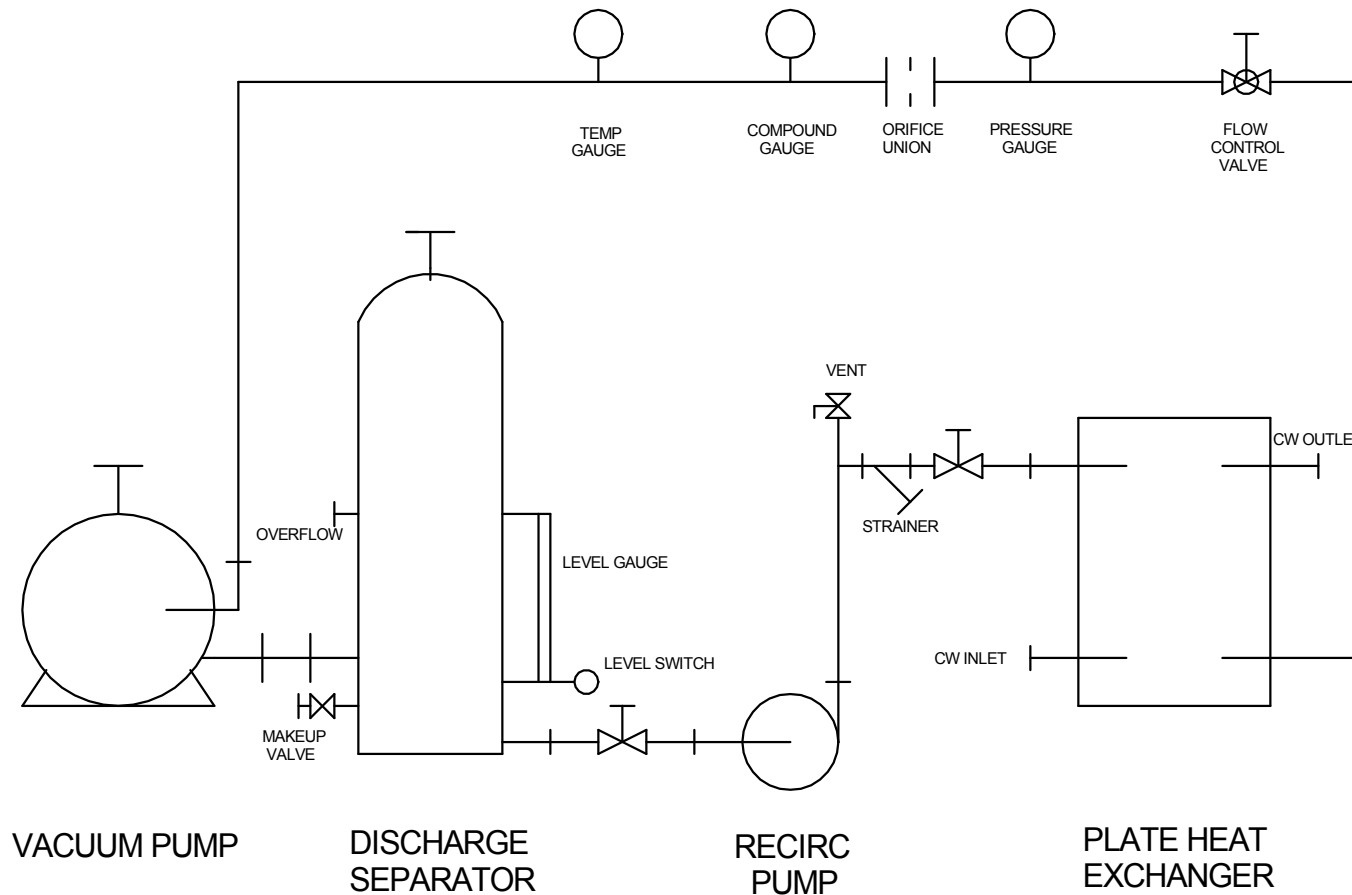 TEMP
GAUGE
COMPOUND
GAUGE
ORIFICE
UNION
PRESSURE
GAUGE
FLOW
CONTROL
VALVE
VENT
CW OUTLE
OVERFLOW
STRAINER
LEVEL GAUGE
LEVEL SWITCH
CW INLET
MAKEUP
VALVE
VACUUM PUMP
DISCHARGE
SEPARATOR
RECIRC
PUMP
PLATE HEAT
EXCHANGER